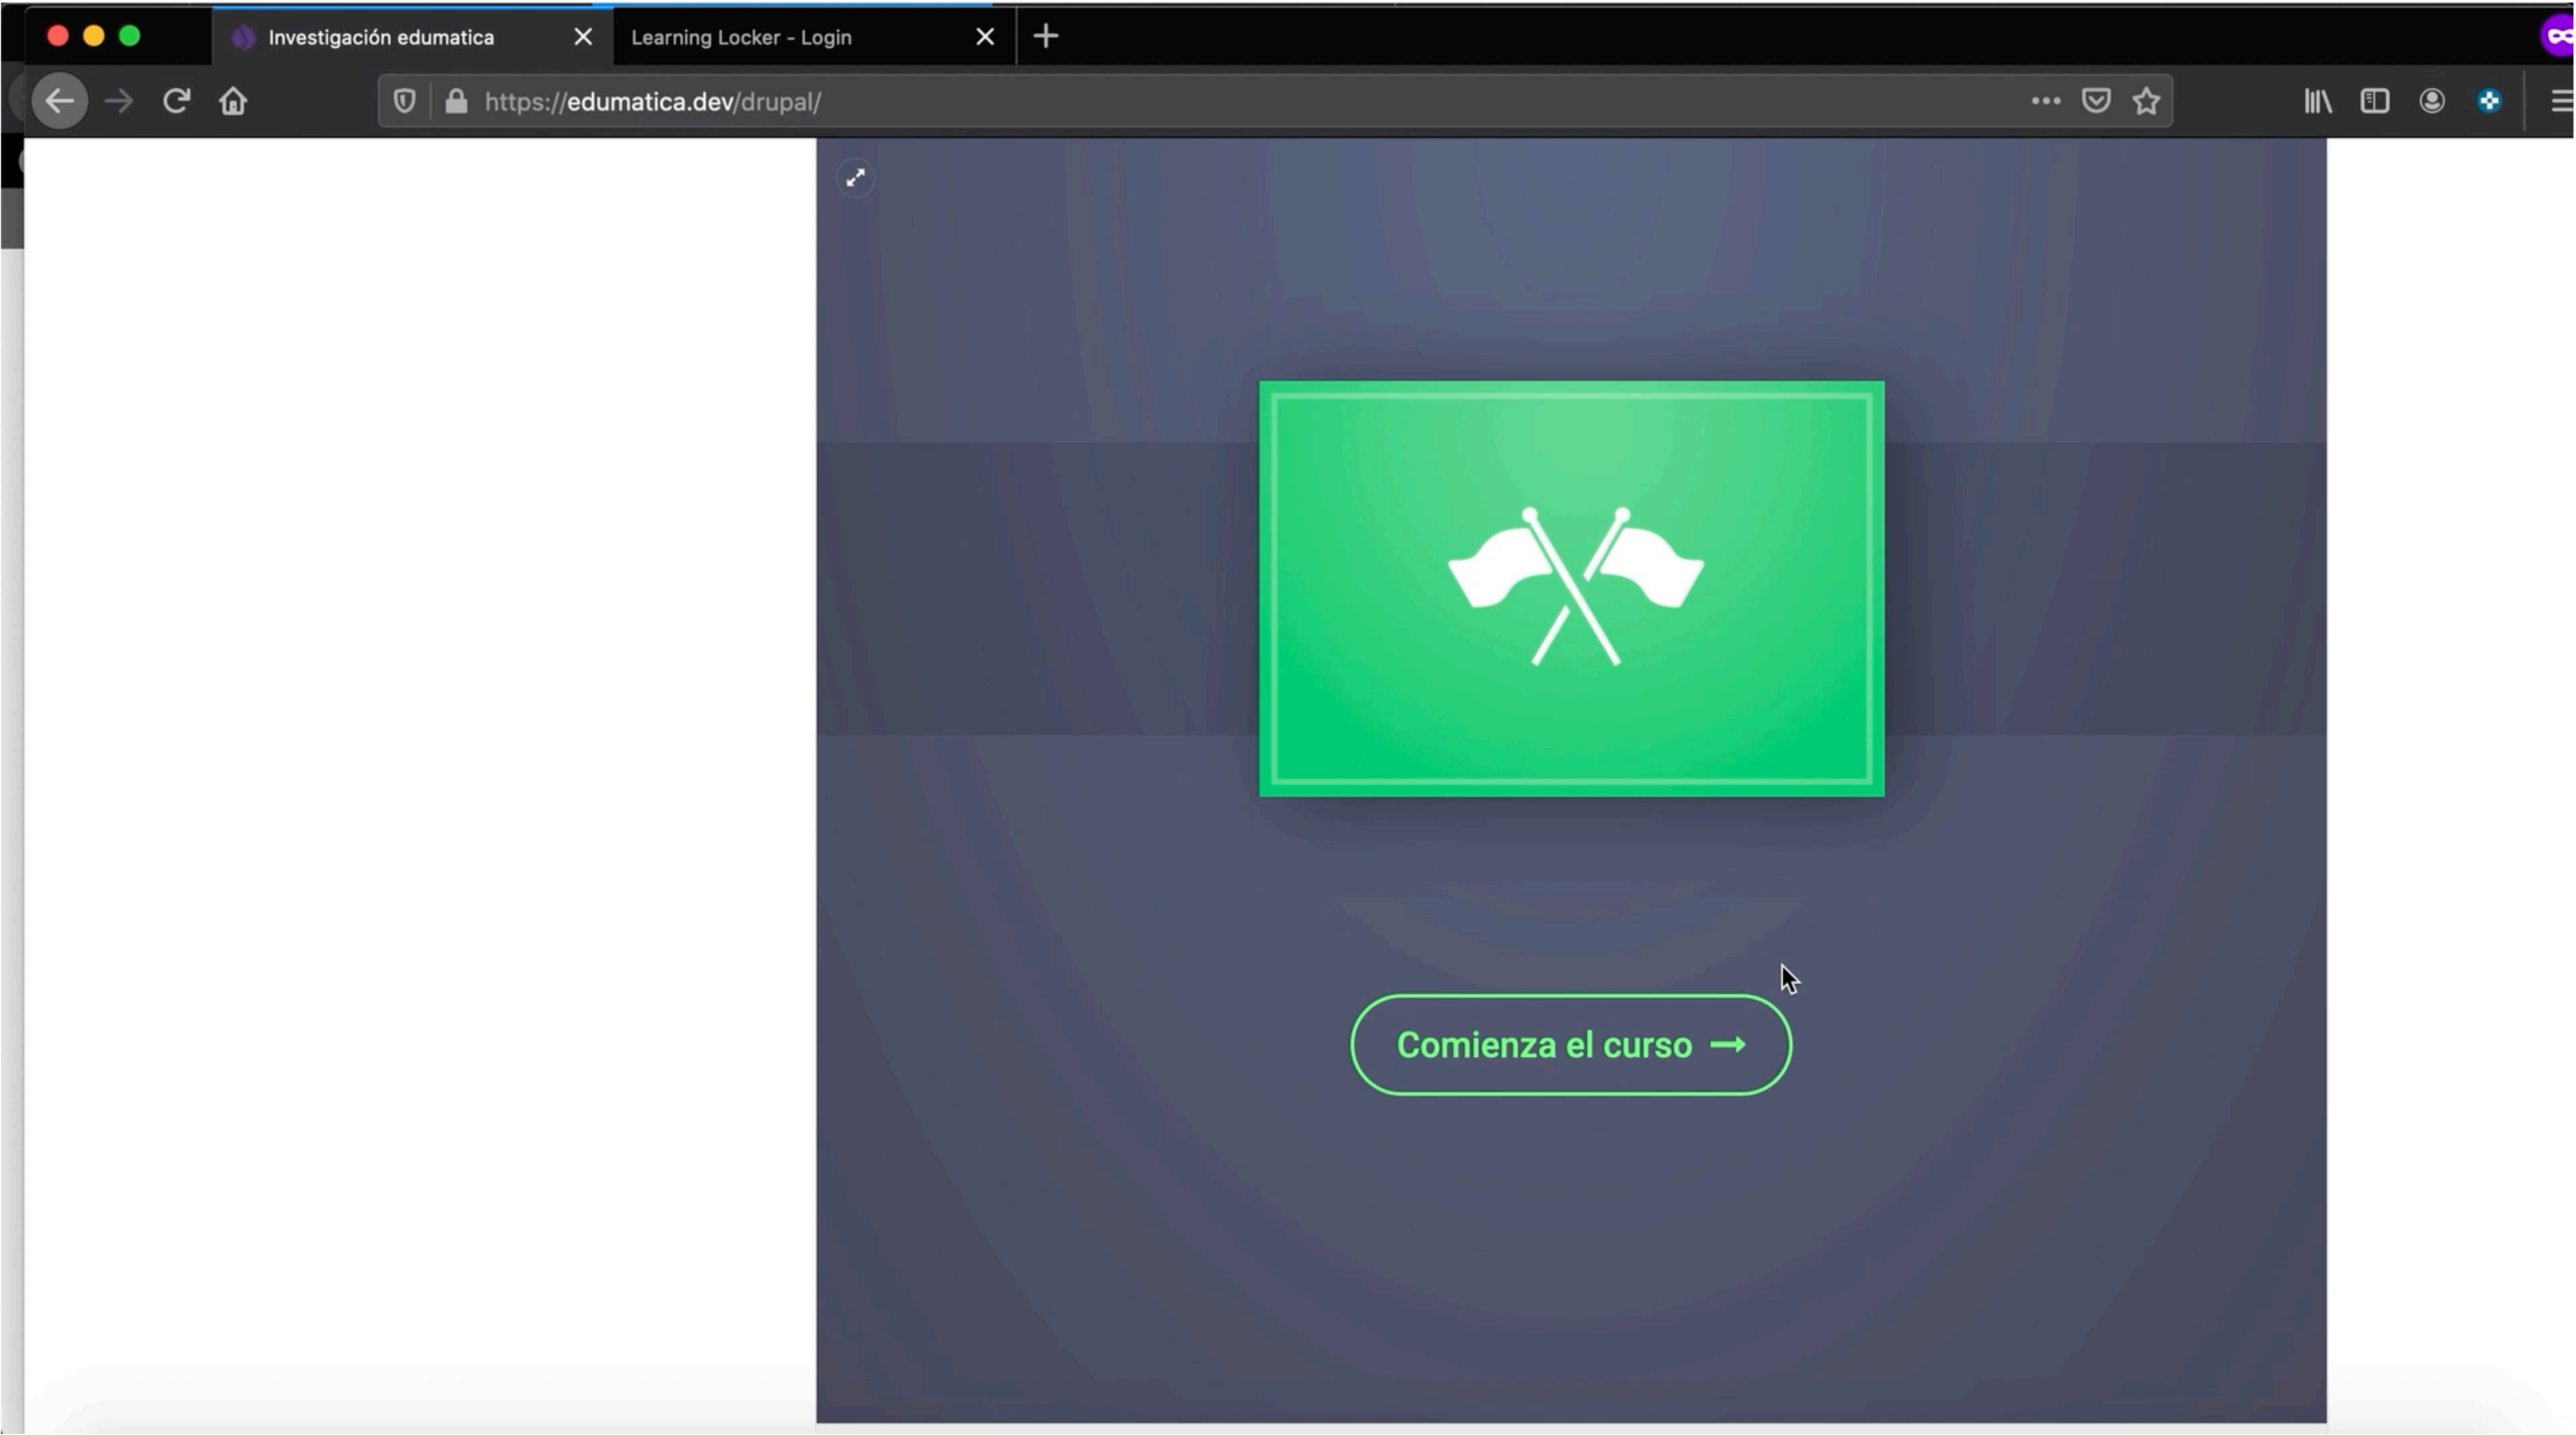 Investigación edumatica
Learning Locker - Login
https://edumatica.dev/drupal/
Comienza el curso